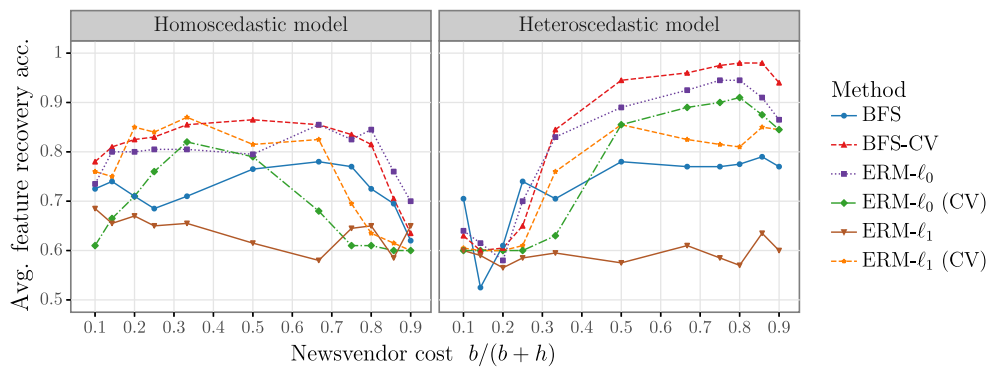 Homoscedastic model
Heteroscedastic model
Avg. feature recovery acc.
1
0.9
0.8
0.7
0.6
0.5
0.1 0.2 0.3 0.4 0.5 0.6 0.7 0.8 0.9
0.1 0.2 0.3 0.4 0.5 0.6 0.7 0.8 0.9
Newsvendor cost b/(b + h)
Method
BFS
BFS-CV
ERM-ℓ₀
ERM-ℓ₀ (CV)
ERM-ℓ₁
ERM-ℓ₁ (CV)